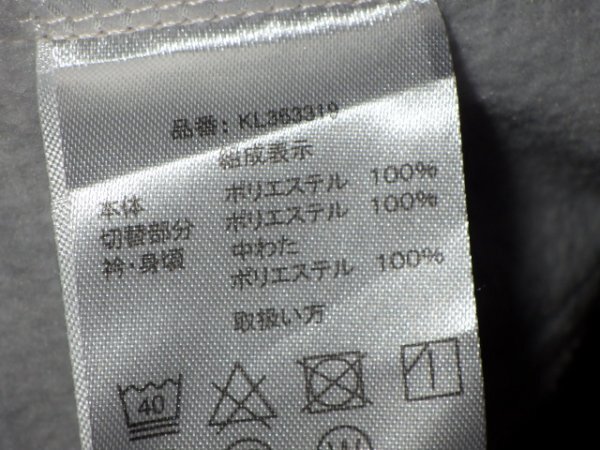 品番: KL363319
組成表示
本体 ポリエステル 100%
切替部分 ポリエステル 100%
衿・身頃 中わた
ポリエステル 100%
取扱い方
40
W